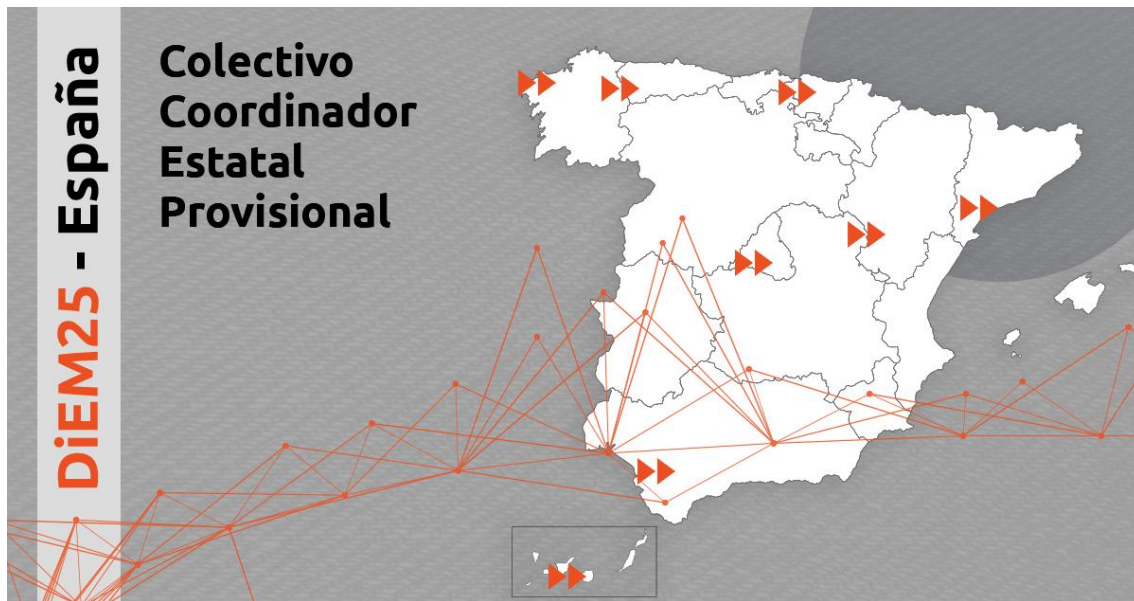 DiEM25 - España
Colectivo
Coordinador
Estatal
Provisional